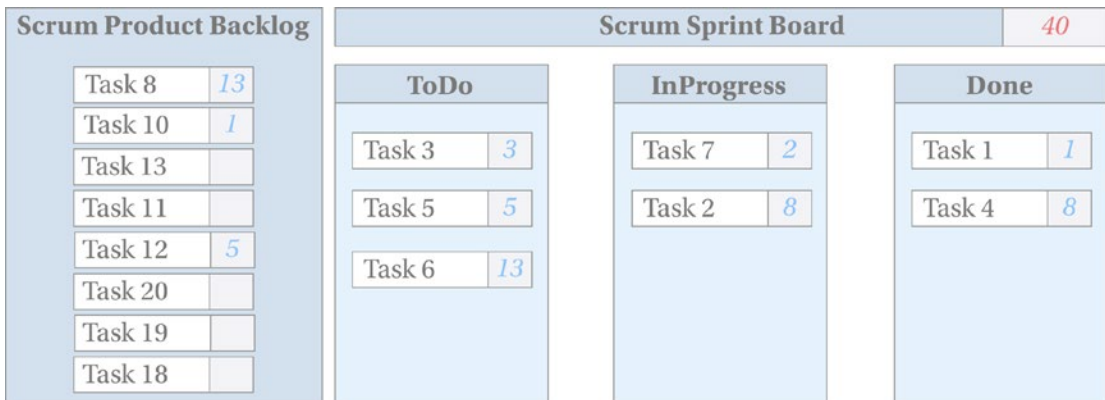 Scrum Product Backlog
Task 8 13
Task 10 1
Task 13
Task 11
Task 12 5
Task 20
Task 19
Task 18
Scrum Sprint Board 40
ToDo
Task 3 3
Task 5 5
Task 6 13
InProgress
Task 7 2
Task 2 8
Done
Task 1 1
Task 4 8